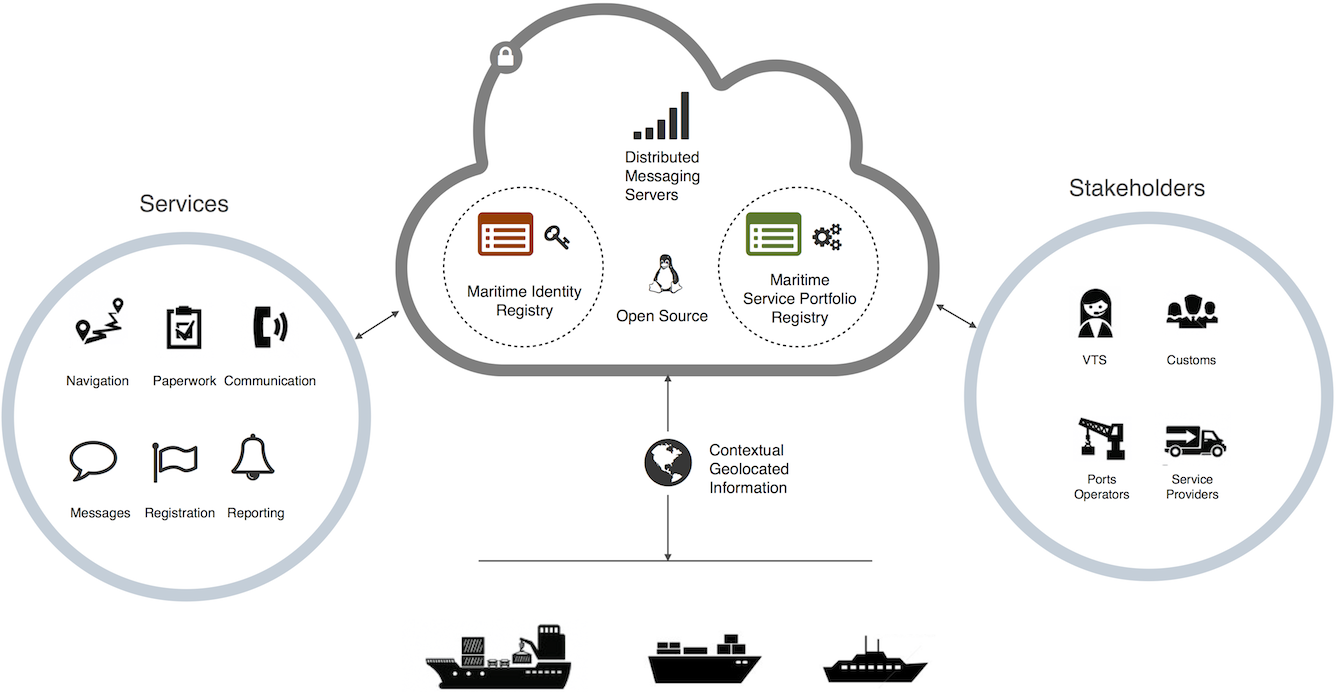 Services
Navigation
Paperwork
Communication
Messages
Registration
Reporting
Distributed
Messaging
Servers
Maritime Identity
Registry
Open Source
Maritime
Service Portfolio
Registry
Contextual
Geolocated
Information
Stakeholders
VTS
Customs
Ports
Operators
Service
Providers